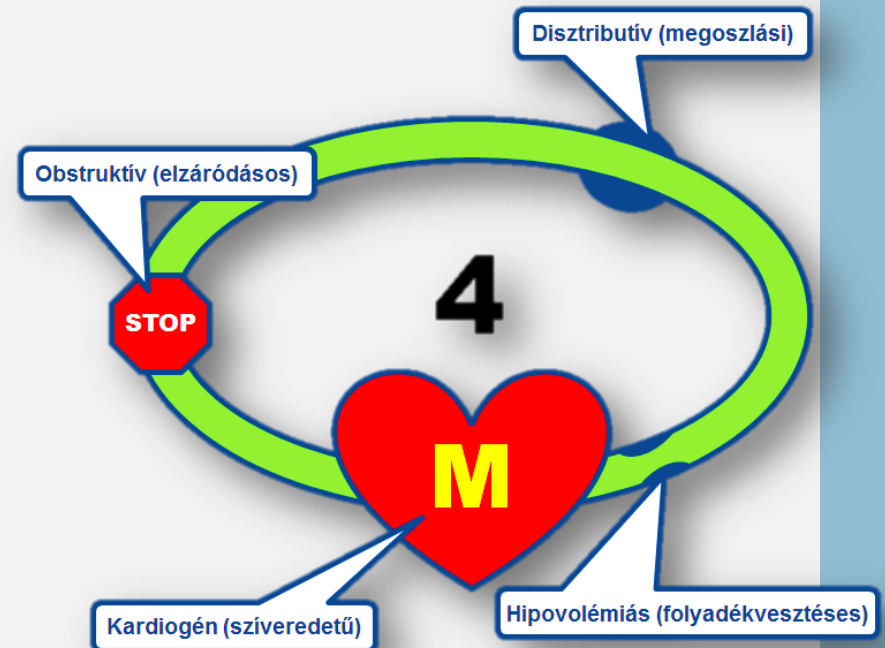 Disztributív (megoszlási)
Obstruktív (elzáródásos)
4
STOP
M
Hipovolémiás (folyadékvesztéses)
Kardiogén (szíveredetű)